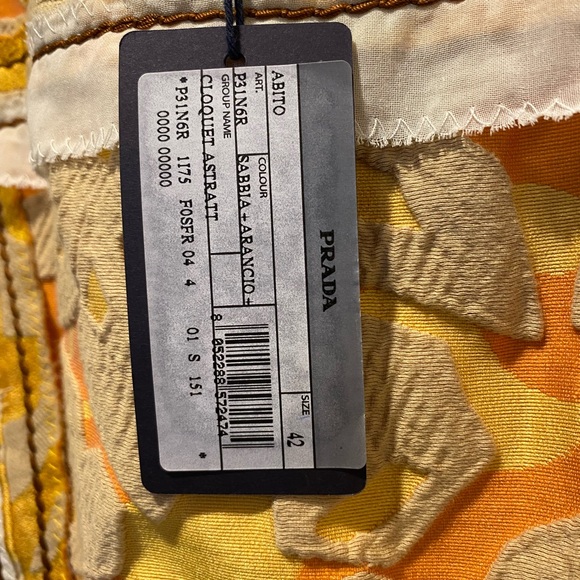 PRADA
ABITO
SIZE
42
ART. COLOUR
P31N6R SABBIA+ARANCIO+
GROUP NAME
CLOQUET ASTRATT
8 052288 572474
*P31N6R 1I75 F0SFR 04 4 01 S 151 *
0000 00000